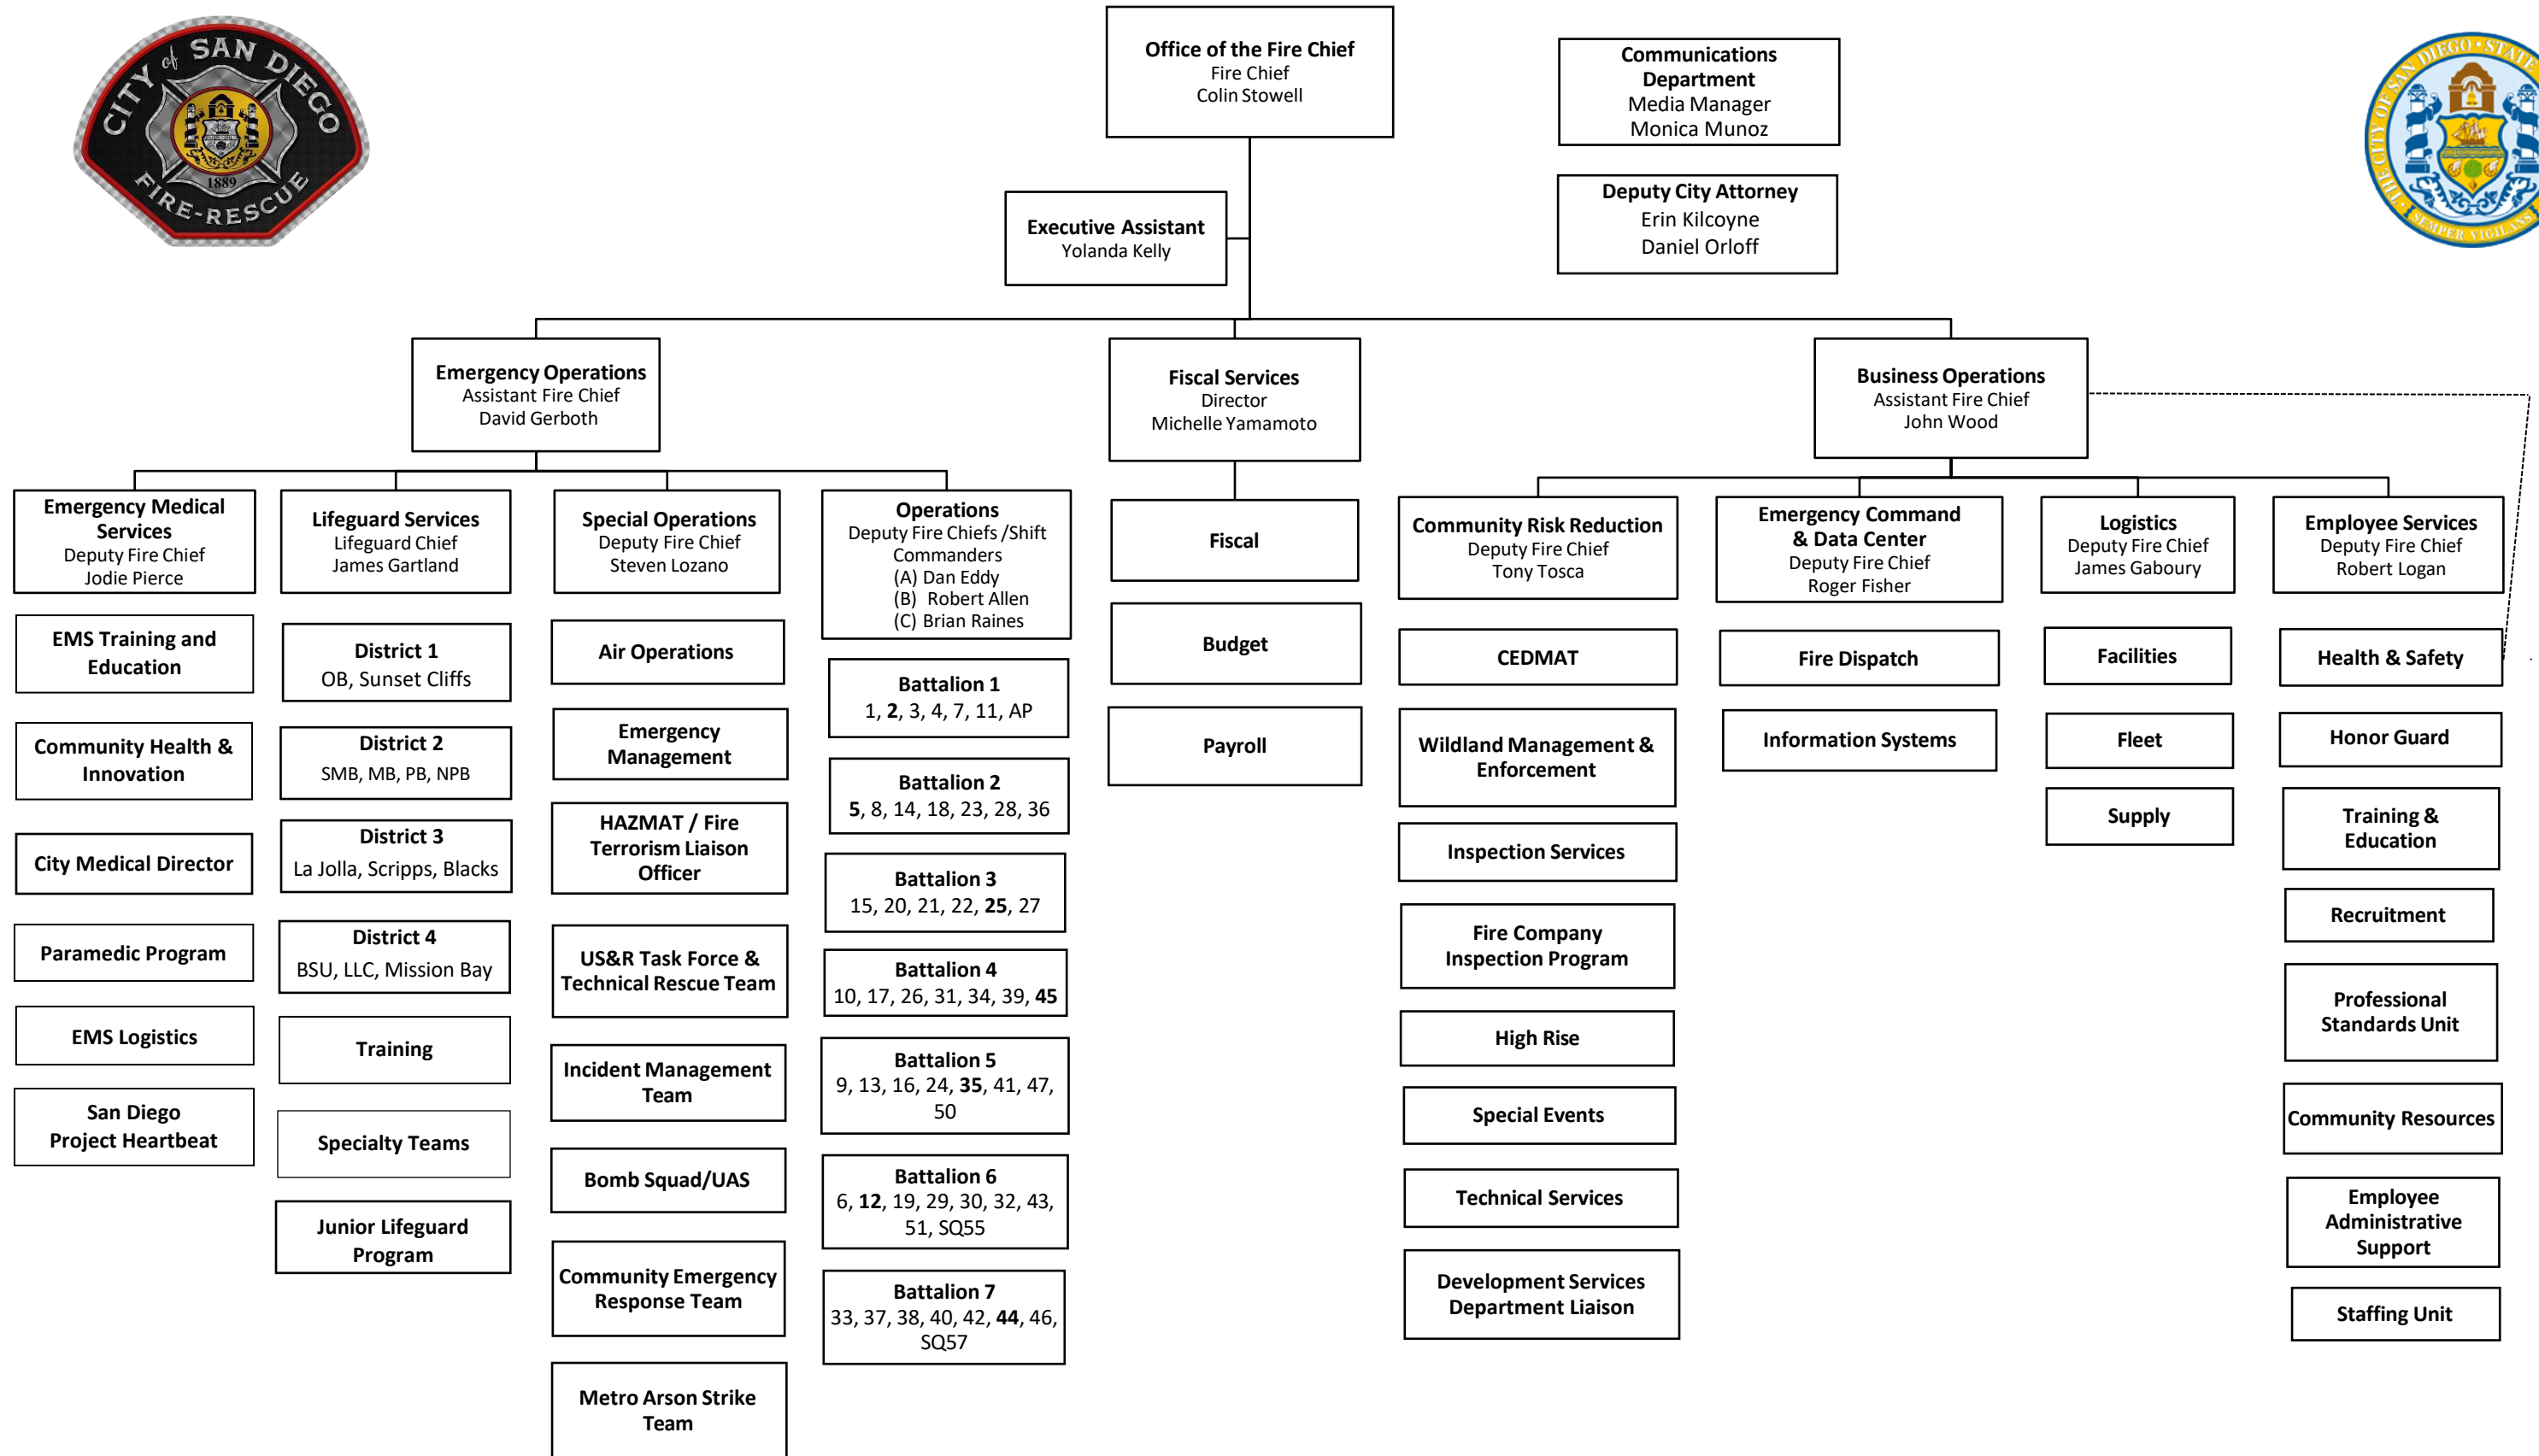 CITY of SAN DIEGO
1889
FIRE-RESCUE
Office of the Fire Chief
Fire Chief
Colin Stowell
Communications
Department
Media Manager
Monica Munoz
THE CITY OF SAN DIEGO • STATE
SEMPER VIGILANS
Deputy City Attorney
Erin Kilcoyne
Daniel Orloff
Executive Assistant
Yolanda Kelly
Emergency Operations
Assistant Fire Chief
David Gerboth
Fiscal Services
Director
Michelle Yamamoto
Business Operations
Assistant Fire Chief
John Wood
Emergency Medical
Services
Deputy Fire Chief
Jodie Pierce
EMS Training and
Education
Community Health &
Innovation
City Medical Director
Paramedic Program
EMS Logistics
San Diego
Project Heartbeat
Lifeguard Services
Lifeguard Chief
James Gartland
District 1
OB, Sunset Cliffs
District 2
SMB, MB, PB, NPB
District 3
La Jolla, Scripps, Blacks
District 4
BSU, LLC, Mission Bay
Training
Specialty Teams
Junior Lifeguard
Program
Special Operations
Deputy Fire Chief
Steven Lozano
Air Operations
Emergency
Management
HAZMAT / Fire
Terrorism Liaison
Officer
US&R Task Force &
Technical Rescue Team
Incident Management
Team
Bomb Squad/UAS
Community Emergency
Response Team
Metro Arson Strike
Team
Operations
Deputy Fire Chiefs /Shift
Commanders
(A) Dan Eddy
(B) Robert Allen
(C) Brian Raines
Battalion 1
1, 2, 3, 4, 7, 11, AP
Battalion 2
5, 8, 14, 18, 23, 28, 36
Battalion 3
15, 20, 21, 22, 25, 27
Battalion 4
10, 17, 26, 31, 34, 39, 45
Battalion 5
9, 13, 16, 24, 35, 41, 47,
50
Battalion 6
6, 12, 19, 29, 30, 32, 43,
51, SQ55
Battalion 7
33, 37, 38, 40, 42, 44, 46,
SQ57
Fiscal
Budget
Payroll
Community Risk Reduction
Deputy Fire Chief
Tony Tosca
CEDMAT
Wildland Management &
Enforcement
Inspection Services
Fire Company
Inspection Program
High Rise
Special Events
Technical Services
Development Services
Department Liaison
Emergency Command
& Data Center
Deputy Fire Chief
Roger Fisher
Fire Dispatch
Information Systems
Logistics
Deputy Fire Chief
James Gaboury
Facilities
Fleet
Supply
Employee Services
Deputy Fire Chief
Robert Logan
Health & Safety
Honor Guard
Training &
Education
Recruitment
Professional
Standards Unit
Community Resources
Employee
Administrative
Support
Staffing Unit